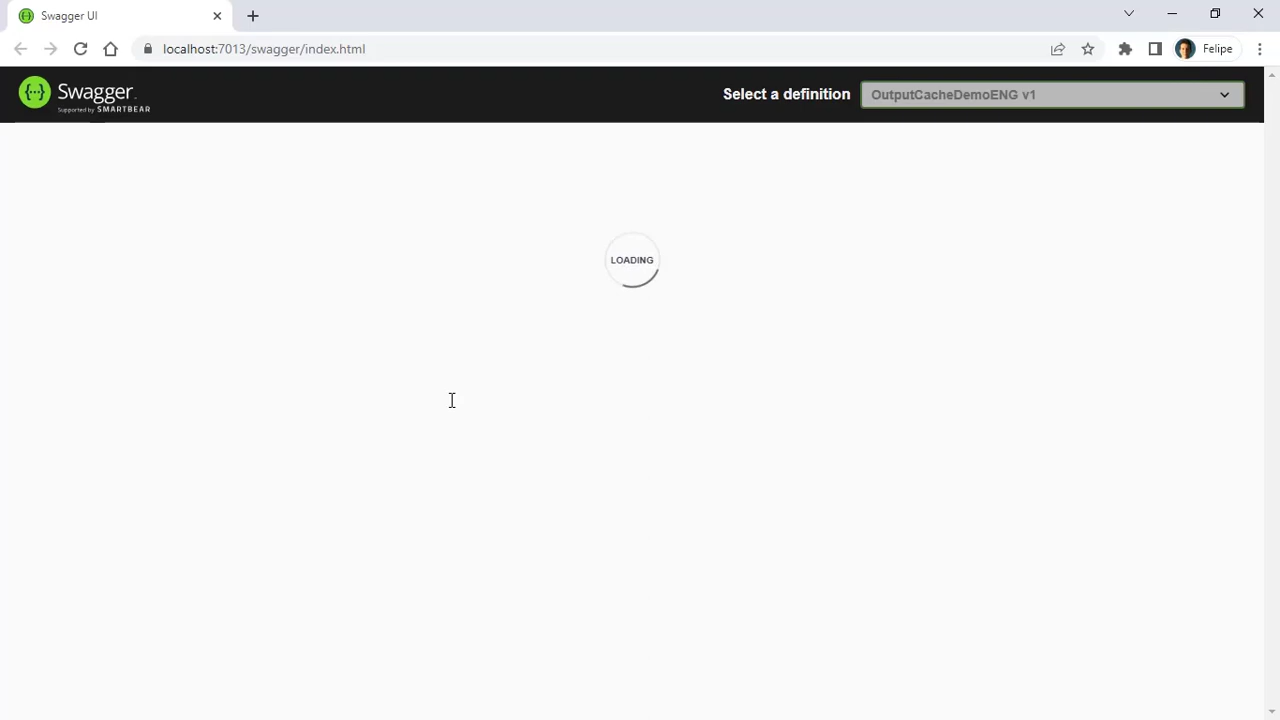 Swagger UI
localhost:7013/swagger/index.html
Felipe
Swagger.
Supported by SMARTBEAR
Select a definition
OutputCacheDemoENG v1
LOADING